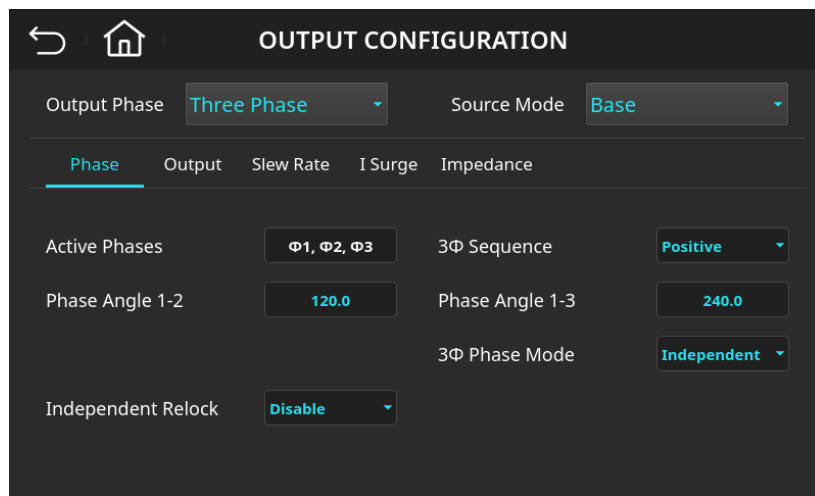 OUTPUT CONFIGURATION
Output Phase Three Phase Source Mode Base
Phase Output Slew Rate I Surge Impedance
Active Phases Φ1, Φ2, Φ3 3Φ Sequence Positive
Phase Angle 1-2 120.0 Phase Angle 1-3 240.0
3Φ Phase Mode Independent
Independent Relock Disable